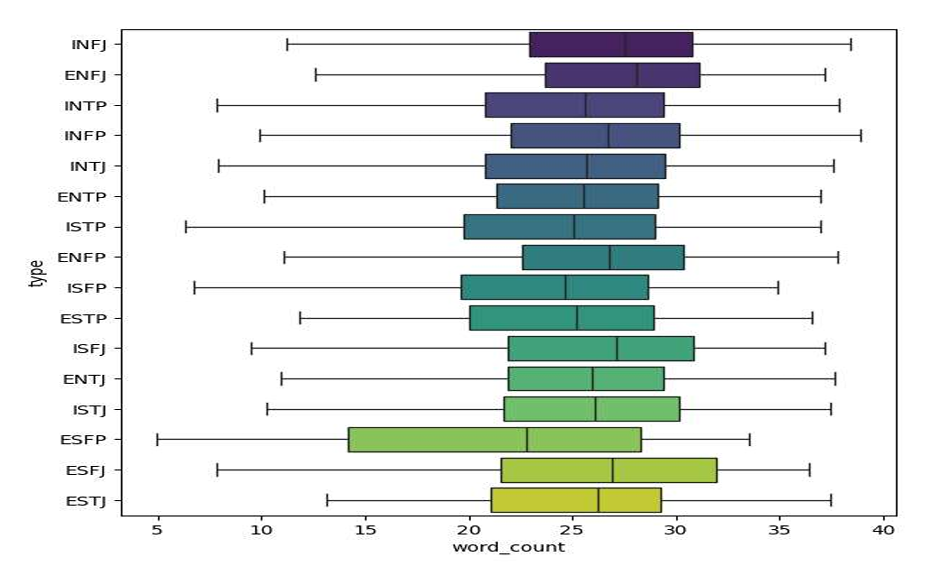 INFJ
ENFJ
INTP
INFP
INTJ
ENTP
ISTP
ENFP
ISFP
ESTP
ISFJ
ENTJ
ISTJ
ESFP
ESFJ
ESTJ
type
5 10 15 20 25 30 35 40
word_count